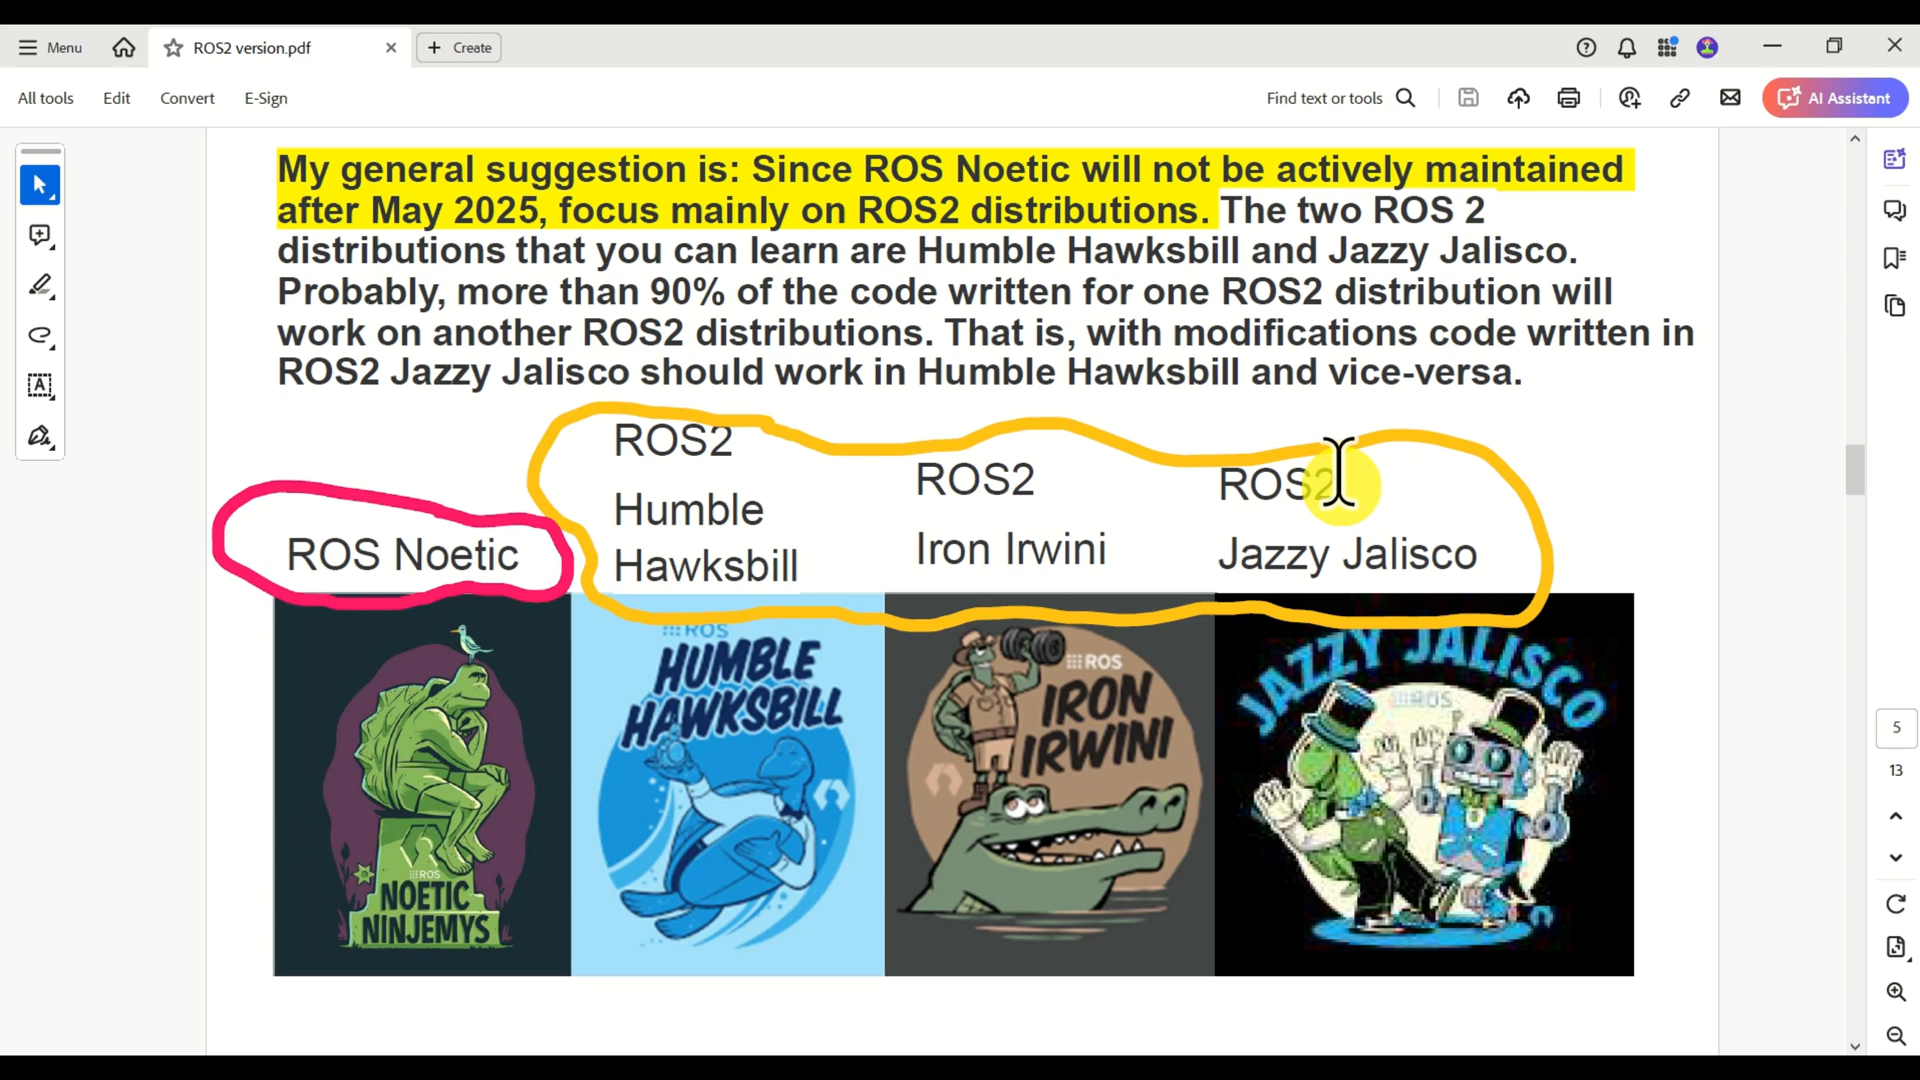 Menu
ROS2 version.pdf
Create
All tools
Edit
Convert
E-Sign
Find text or tools
AI Assistant
My general suggestion is: Since ROS Noetic will not be actively maintained
after May 2025, focus mainly on ROS2 distributions. The two ROS 2
distributions that you can learn are Humble Hawksbill and Jazzy Jalisco.
Probably, more than 90% of the code written for one ROS2 distribution will
work on another ROS2 distributions. That is, with modifications code written in
ROS2 Jazzy Jalisco should work in Humble Hawksbill and vice-versa.
ROS Noetic
ROS2
Humble
Hawksbill
ROS2
Iron Irwini
ROS2
Jazzy Jalisco
ROS
NOETIC
NINJEMYS
ROS
HUMBLE
HAWKSBILL
ROS
IRON
IRWINI
JAZZY JALISCO
ROS
5
13